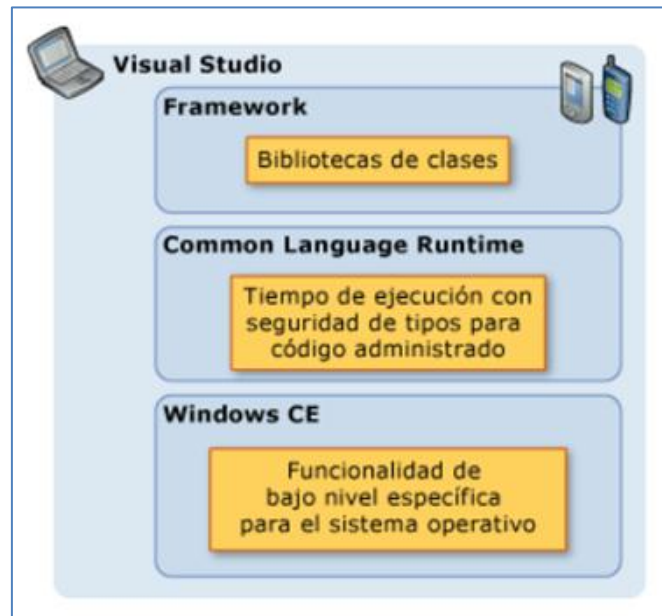 Visual Studio
Framework
Bibliotecas de clases
Common Language Runtime
Tiempo de ejecución con
seguridad de tipos para
código administrado
Windows CE
Funcionalidad de
bajo nivel específica
para el sistema operativo